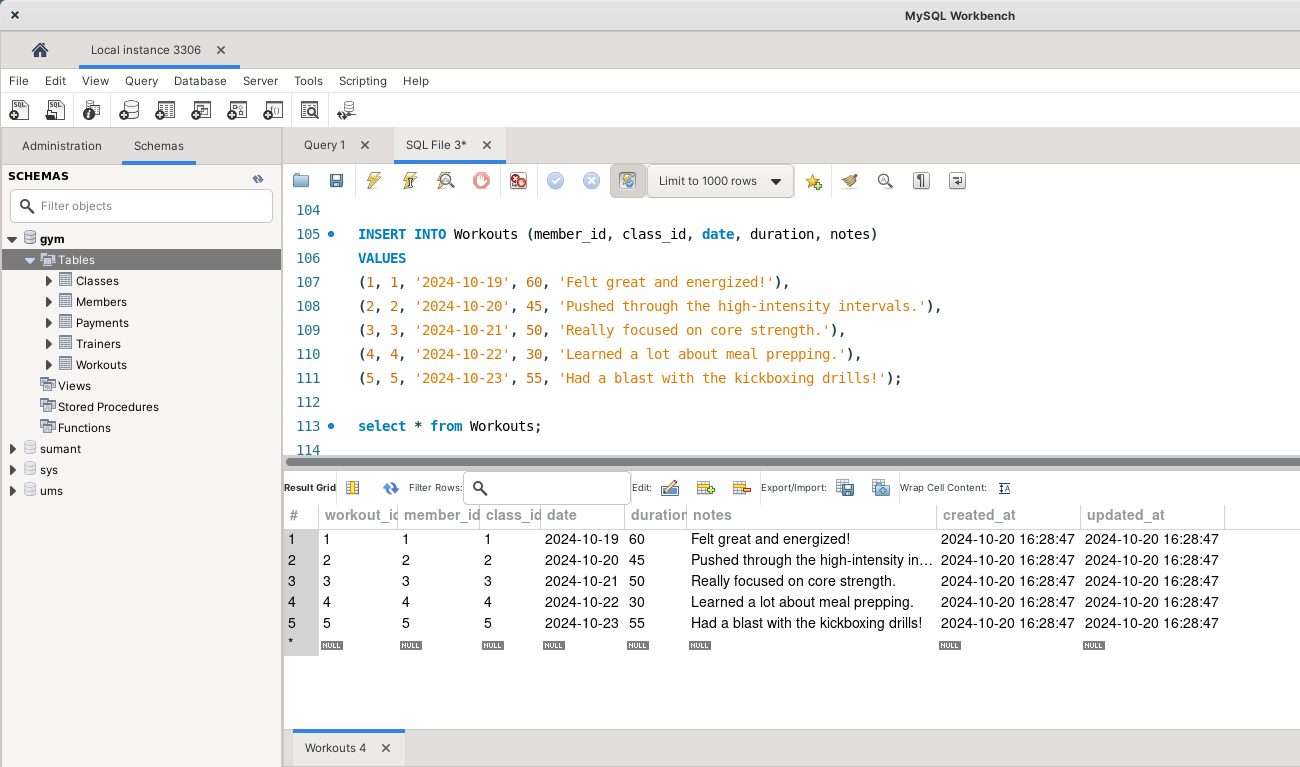 MySQL Workbench
Local instance 3306
File Edit View Query Database Server Tools Scripting Help
Administration Schemas
SCHEMAS
Filter objects
gym
Tables
Classes
Members
Payments
Trainers
Workouts
Views
Stored Procedures
Functions
sumant
sys
ums
Query 1 SQL File 3*
Limit to 1000 rows
104
105 INSERT INTO Workouts (member_id, class_id, date, duration, notes)
106 VALUES
107 (1, 1, '2024-10-19', 60, 'Felt great and energized!'),
108 (2, 2, '2024-10-20', 45, 'Pushed through the high-intensity intervals.'),
109 (3, 3, '2024-10-21', 50, 'Really focused on core strength.'),
110 (4, 4, '2024-10-22', 30, 'Learned a lot about meal prepping.'),
111 (5, 5, '2024-10-23', 55, 'Had a blast with the kickboxing drills!');
112
113 select * from Workouts;
114
Result Grid Filter Rows: Edit: Export/Import: Wrap Cell Content:
# workout_id member_id class_id date duration notes created_at updated_at
1 1 1 1 2024-10-19 60 Felt great and energized! 2024-10-20 16:28:47 2024-10-20 16:28:47
2 2 2 2 2024-10-20 45 Pushed through the high-intensity in… 2024-10-20 16:28:47 2024-10-20 16:28:47
3 3 3 3 2024-10-21 50 Really focused on core strength. 2024-10-20 16:28:47 2024-10-20 16:28:47
4 4 4 4 2024-10-22 30 Learned a lot about meal prepping. 2024-10-20 16:28:47 2024-10-20 16:28:47
5 5 5 5 2024-10-23 55 Had a blast with the kickboxing drills! 2024-10-20 16:28:47 2024-10-20 16:28:47
* NULL NULL NULL NULL NULL NULL NULL NULL
Workouts 4